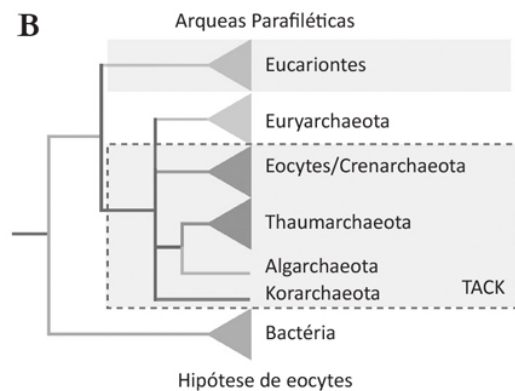 B
Arqueas Parafiléticas
Eucariontes
Euryarchaeota
Eocytes/Crenarchaeota
Thaumarchaeota
Algarchaeota
Korarchaeota
TACK
Bactéria
Hipótese de eocytes